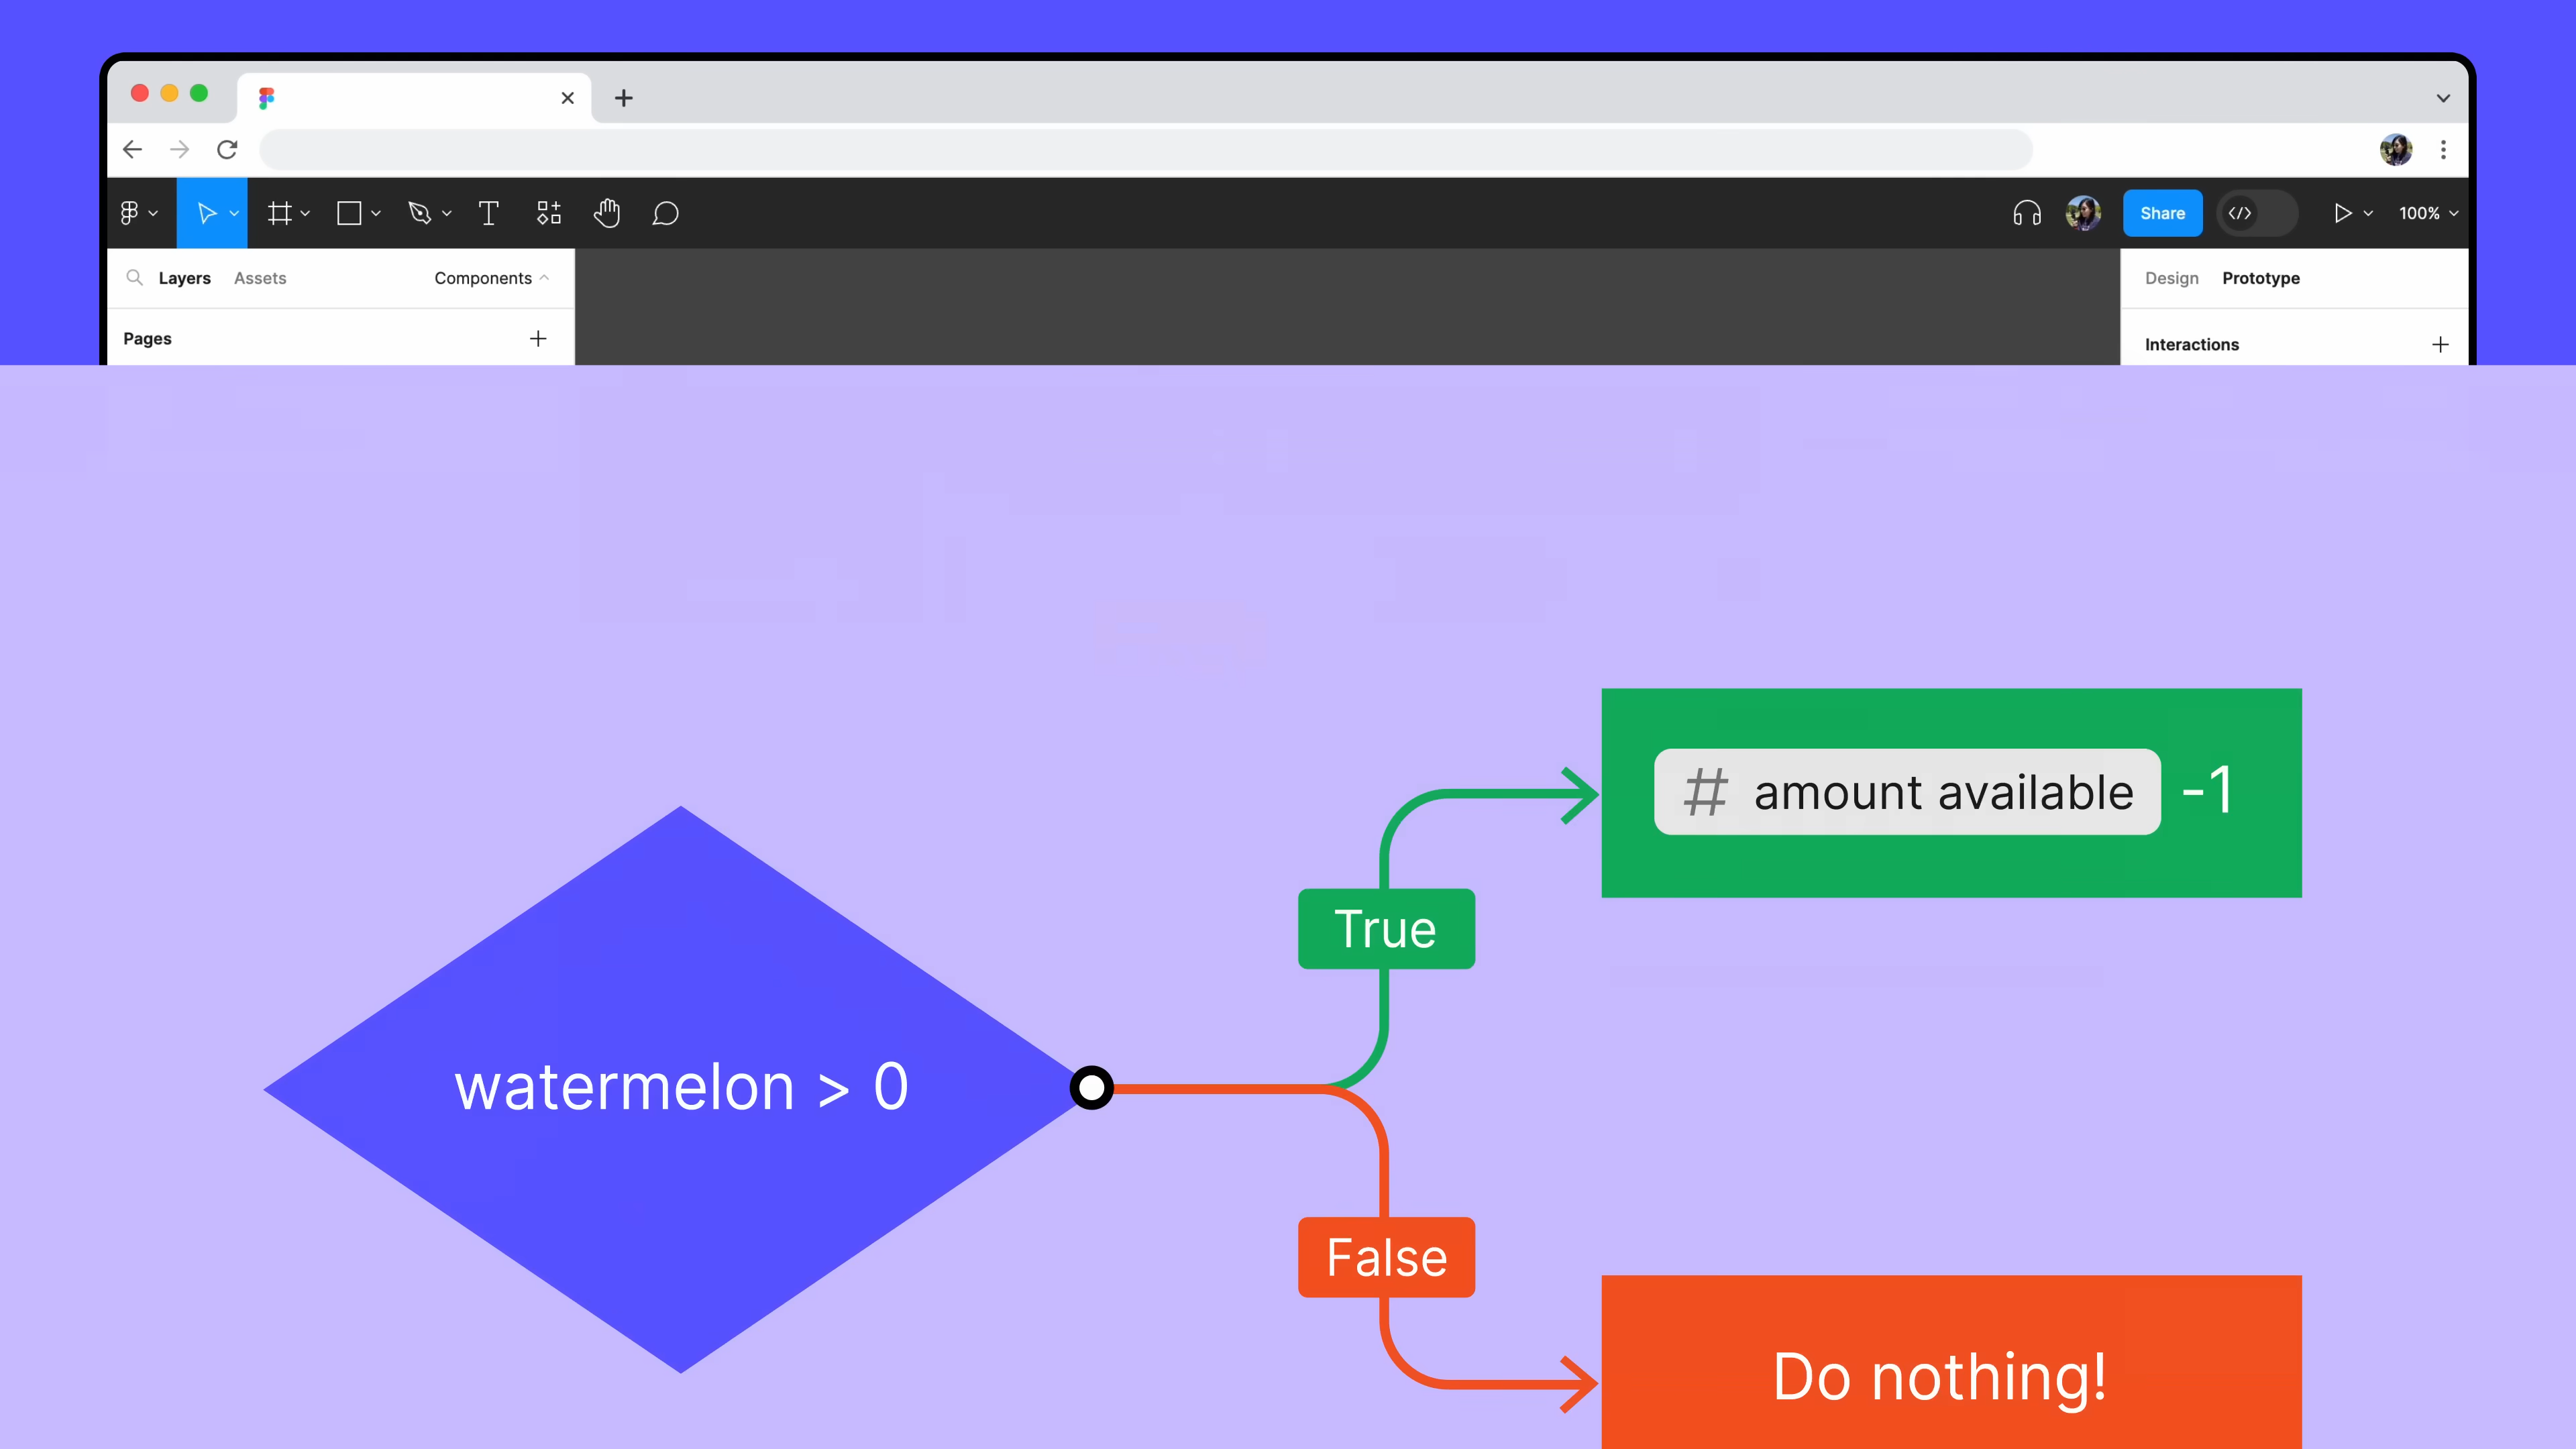 Share
100%
Layers Assets Components
Design Prototype
Pages
Interactions
# amount available -1
True
watermelon > 0
False
Do nothing!